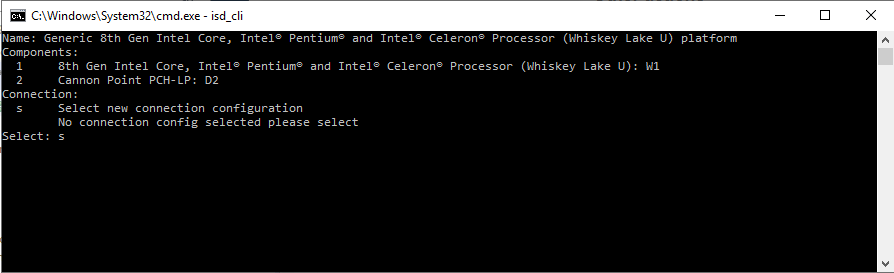 C:\Windows\System32\cmd.exe - isd_cli
Name: Generic 8th Gen Intel Core, Intel® Pentium® and Intel® Celeron® Processor (Whiskey Lake U) platform
Components:
1 8th Gen Intel Core, Intel® Pentium® and Intel® Celeron® Processor (Whiskey Lake U): W1
2 Cannon Point PCH-LP: D2
Connection:
s Select new connection configuration
No connection config selected please select
Select: s